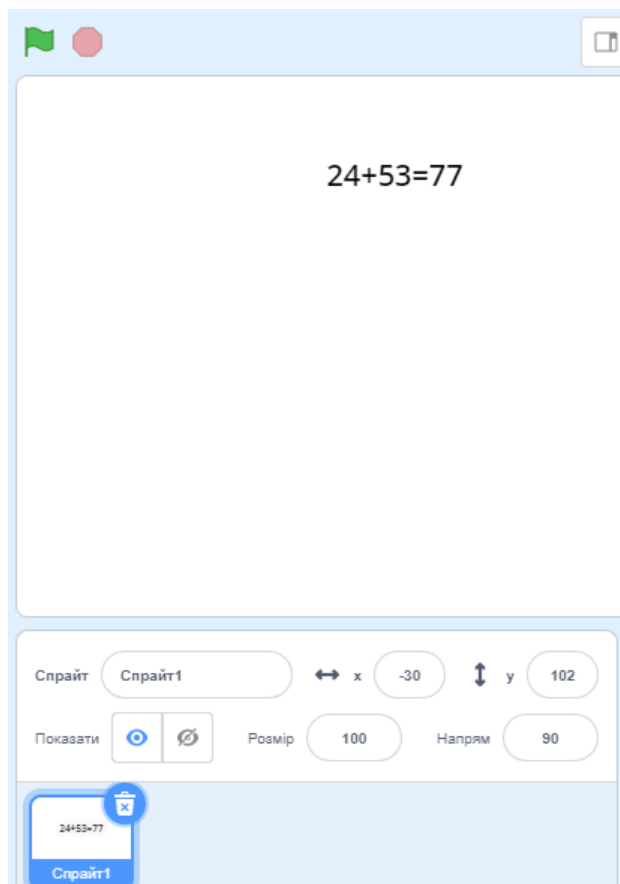 24+53=77
Спрайт Спрайт1 x -30 y 102
Показати Розмір 100 Напрям 90
24+53=77
Спрайт1